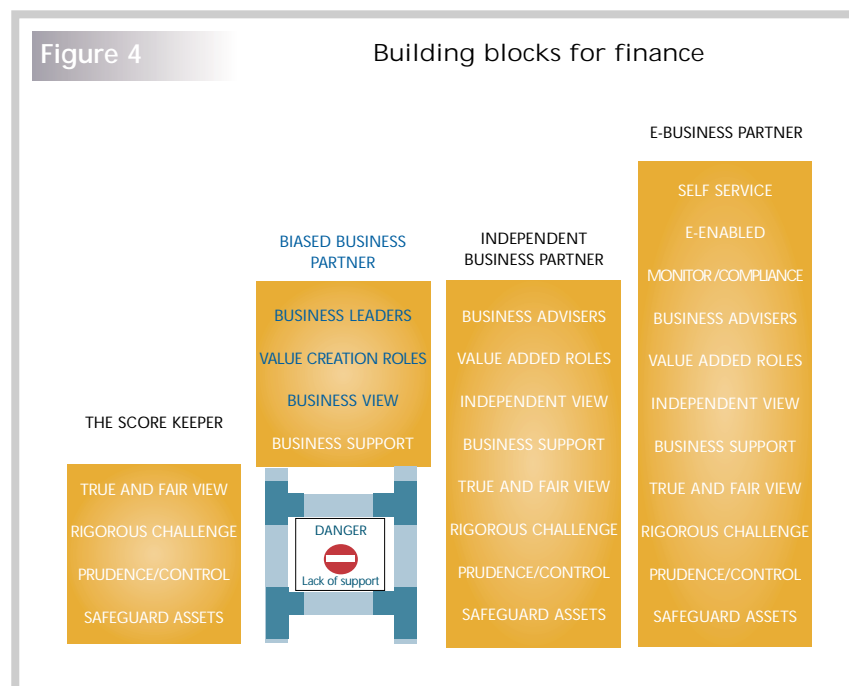 Figure 4
Building blocks for finance
THE SCORE KEEPER
TRUE AND FAIR VIEW
RIGOROUS CHALLENGE
PRUDENCE/CONTROL
SAFEGUARD ASSETS
BIASED BUSINESS
PARTNER
BUSINESS LEADERS
VALUE CREATION ROLES
BUSINESS VIEW
BUSINESS SUPPORT
DANGER
Lack of support
INDEPENDENT
BUSINESS PARTNER
BUSINESS ADVISERS
VALUE ADDED ROLES
INDEPENDENT VIEW
BUSINESS SUPPORT
TRUE AND FAIR VIEW
RIGOROUS CHALLENGE
PRUDENCE/CONTROL
SAFEGUARD ASSETS
E-BUSINESS PARTNER
SELF SERVICE
E-ENABLED
MONITOR/COMPLIANCE
BUSINESS ADVISERS
VALUE ADDED ROLES
INDEPENDENT VIEW
BUSINESS SUPPORT
TRUE AND FAIR VIEW
RIGOROUS CHALLENGE
PRUDENCE/CONTROL
SAFEGUARD ASSETS